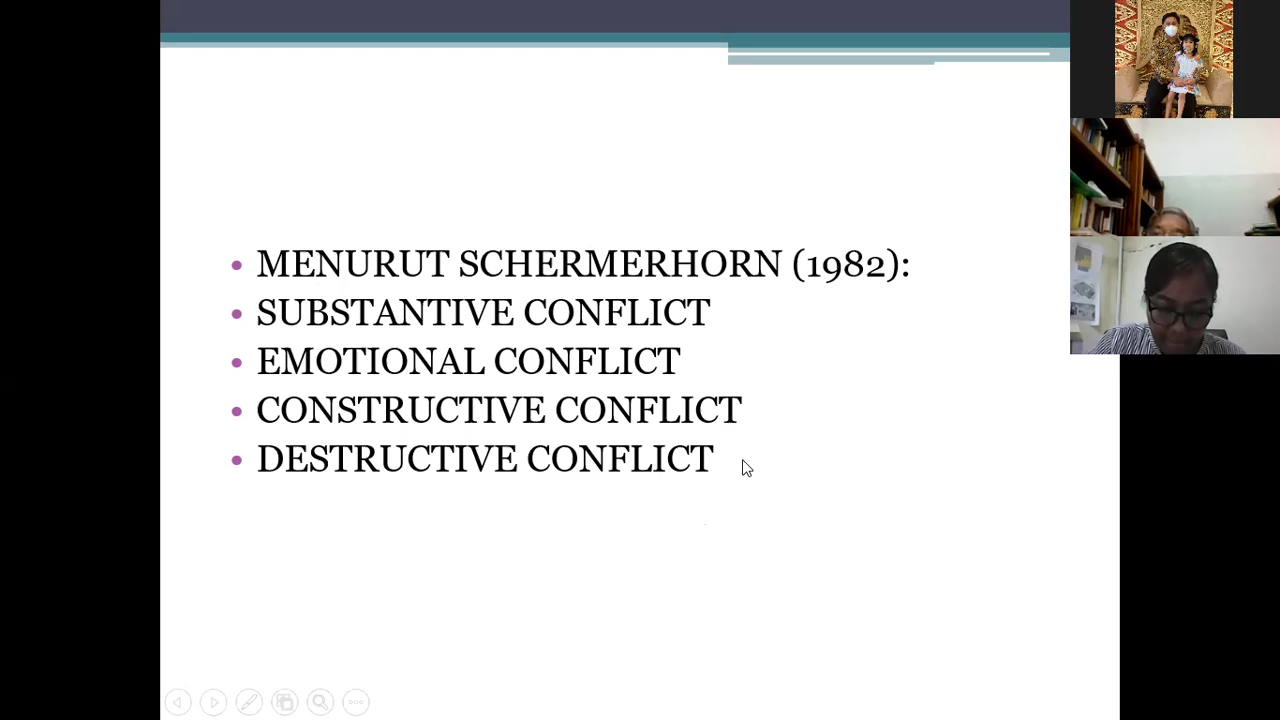 MENURUT SCHERMERHORN (1982):
SUBSTANTIVE CONFLICT
EMOTIONAL CONFLICT
CONSTRUCTIVE CONFLICT
DESTRUCTIVE CONFLICT